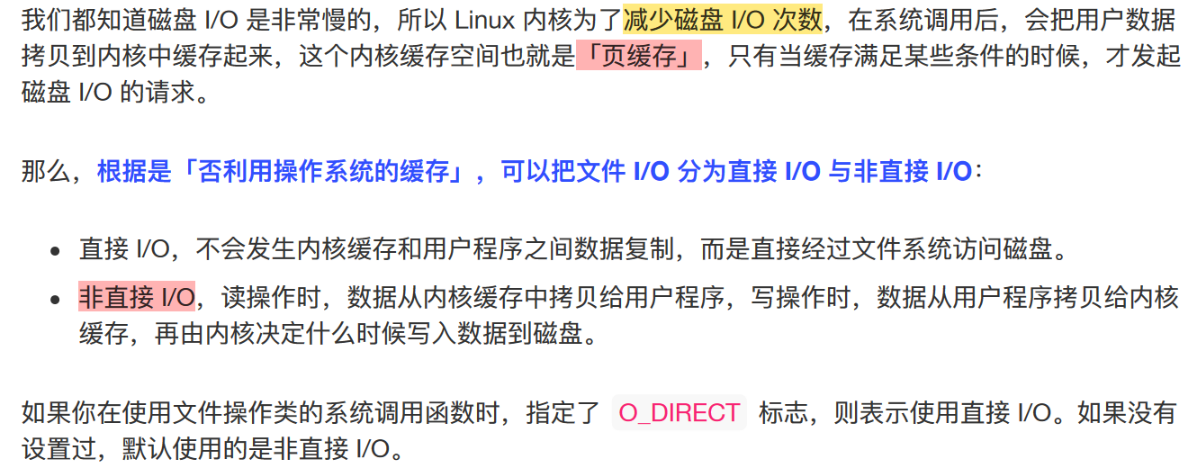 我们都知道磁盘 I/O 是非常慢的，所以 Linux 内核为了减少磁盘 I/O 次数，在系统调用后，会把用户数据
拷贝到内核中缓存起来，这个内核缓存空间也就是「页缓存」，只有当缓存满足某些条件的时候，才发起
磁盘 I/O 的请求。
那么，根据是「否利用操作系统的缓存」，可以把文件 I/O 分为直接 I/O 与非直接 I/O：
• 直接 I/O，不会发生内核缓存和用户程序之间数据复制，而是直接经过文件系统访问磁盘。
• 非直接 I/O，读操作时，数据从内核缓存中拷贝给用户程序，写操作时，数据从用户程序拷贝给内核
缓存，再由内核决定什么时候写入数据到磁盘。
如果你在使用文件操作类的系统调用函数时，指定了 O_DIRECT 标志，则表示使用直接 I/O。如果没有
设置过，默认使用的是非直接 I/O。